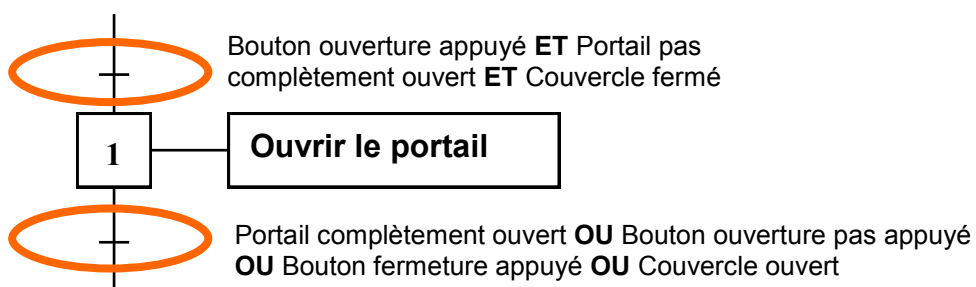 Bouton ouverture appuyé ET Portail pas
complètement ouvert ET Couvercle fermé
1
Ouvrir le portail
Portail complètement ouvert OU Bouton ouverture pas appuyé
OU Bouton fermeture appuyé OU Couvercle ouvert